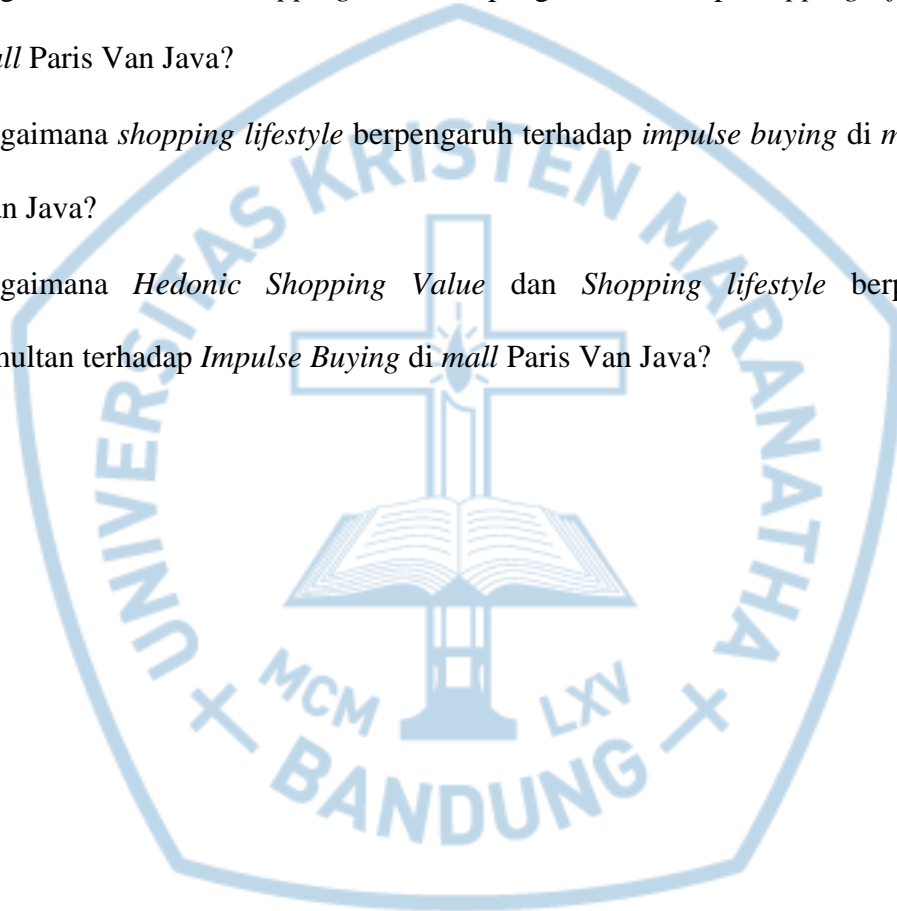 all Paris Van Java?
gaimana shopping lifestyle berpengaruh terhadap impulse buying di
an Java?
gaimana Hedonic Shopping Value dan Shopping lifestyle berp
multan terhadap Impulse Buying di mall Paris Van Java?
UNIVERSITAS KRISTEN MARANATHA
MCM LXV
BANDUNG